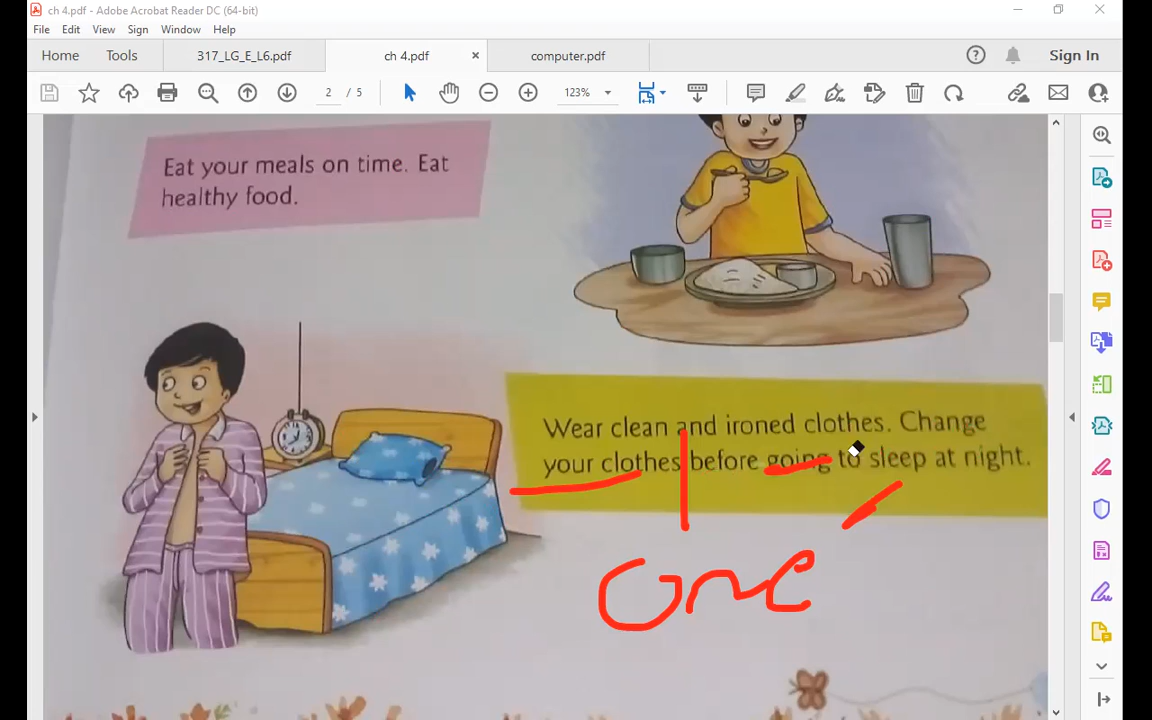 ch 4.pdf - Adobe Acrobat Reader DC (64-bit)
File Edit View Sign Window Help
Home Tools 317_LG_E_L6.pdf ch 4.pdf × computer.pdf Sign In
2 / 5 123%
Eat your meals on time. Eat
healthy food.
Wear clean and ironed clothes. Change
your clothes before going to sleep at night.
one